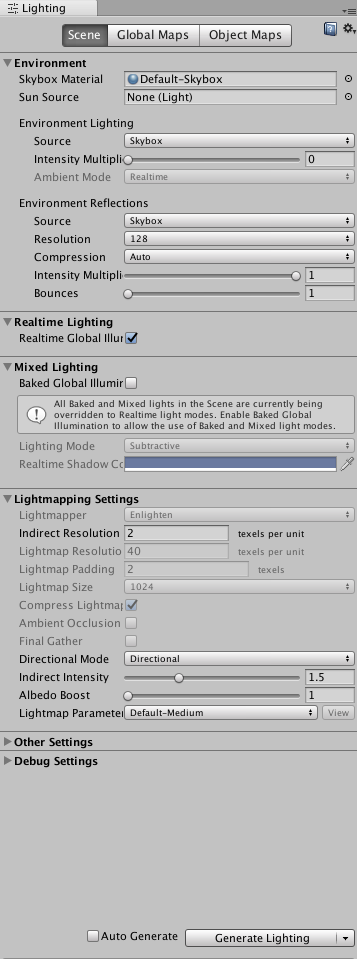 Lighting
Scene Global Maps Object Maps
Environment
Skybox Material Default-Skybox
Sun Source None (Light)
Environment Lighting
Source Skybox
Intensity Multipli 0
Ambient Mode Realtime
Environment Reflections
Source Skybox
Resolution 128
Compression Auto
Intensity Multipli 1
Bounces 1
Realtime Lighting
Realtime Global Illur
Mixed Lighting
Baked Global Illumir
All Baked and Mixed lights in the Scene are currently being
overridden to Realtime light modes. Enable Baked Global
Illumination to allow the use of Baked and Mixed light modes.
Lighting Mode Subtractive
Realtime Shadow Co
Lightmapping Settings
Lightmapper Enlighten
Indirect Resolution 2 texels per unit
Lightmap Resolutio 40 texels per unit
Lightmap Padding 2 texels
Lightmap Size 1024
Compress Lightmap
Ambient Occlusion
Final Gather
Directional Mode Directional
Indirect Intensity 1.5
Albedo Boost 1
Lightmap Parameter Default-Medium View
Other Settings
Debug Settings
Auto Generate Generate Lighting